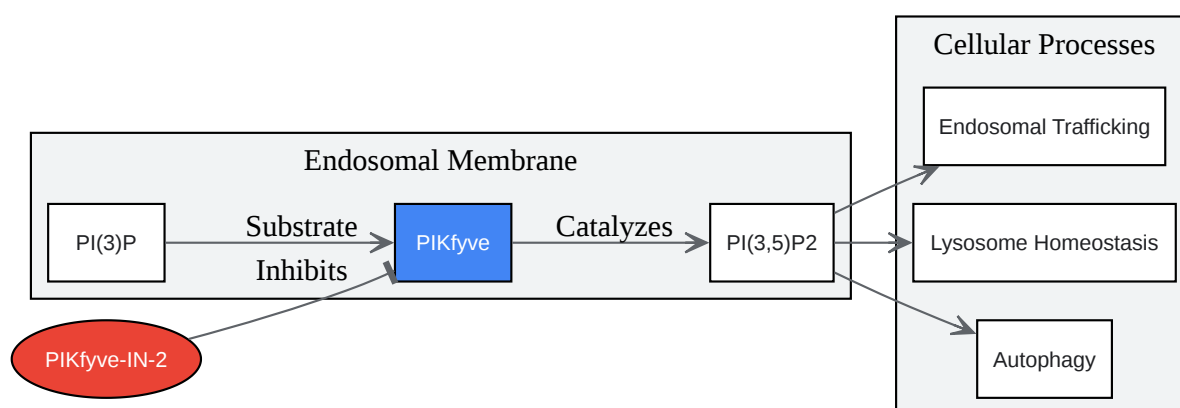 Cellular Processes
Endosomal Trafficking
Endosomal Membrane
PI(3)P
Substrate
PIKfyve
Catalyzes
PI(3,5)P2
Lysosome Homeostasis
Inhibits
PIKfyve-IN-2
Autophagy